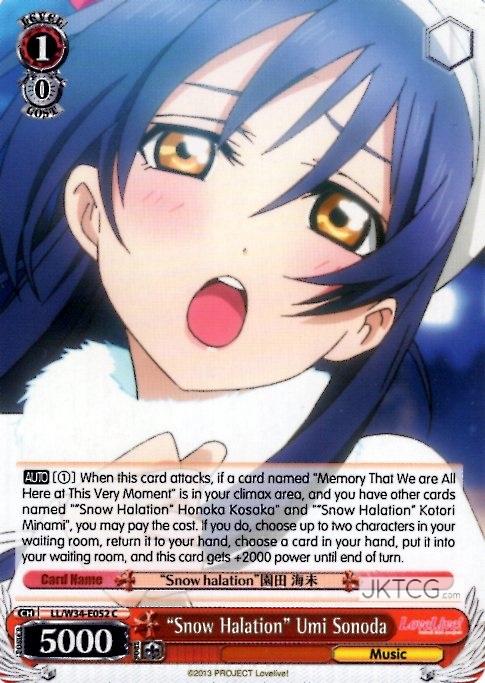 LEVEL
1
0
COST
AUTO [①] When this card attacks, if a card named "Memory That We are All
Here at This Very Moment" is in your climax area, and you have other cards
named ""Snow Halation" Honoka Kosaka" and ""Snow Halation" Kotori
Minami", you may pay the cost. If you do, choose up to two characters in your
waiting room, return it to your hand, choose a card in your hand, put it into
your waiting room, and this card gets +2000 power until end of turn.
Card Name "Snow halation"園田 海未
JKTCG.com
CH LL/W34-E052 C
POWER 5000 SOUL "Snow Halation" Umi Sonoda LoveLive!
Music
©2013 PROJECT Lovelive!